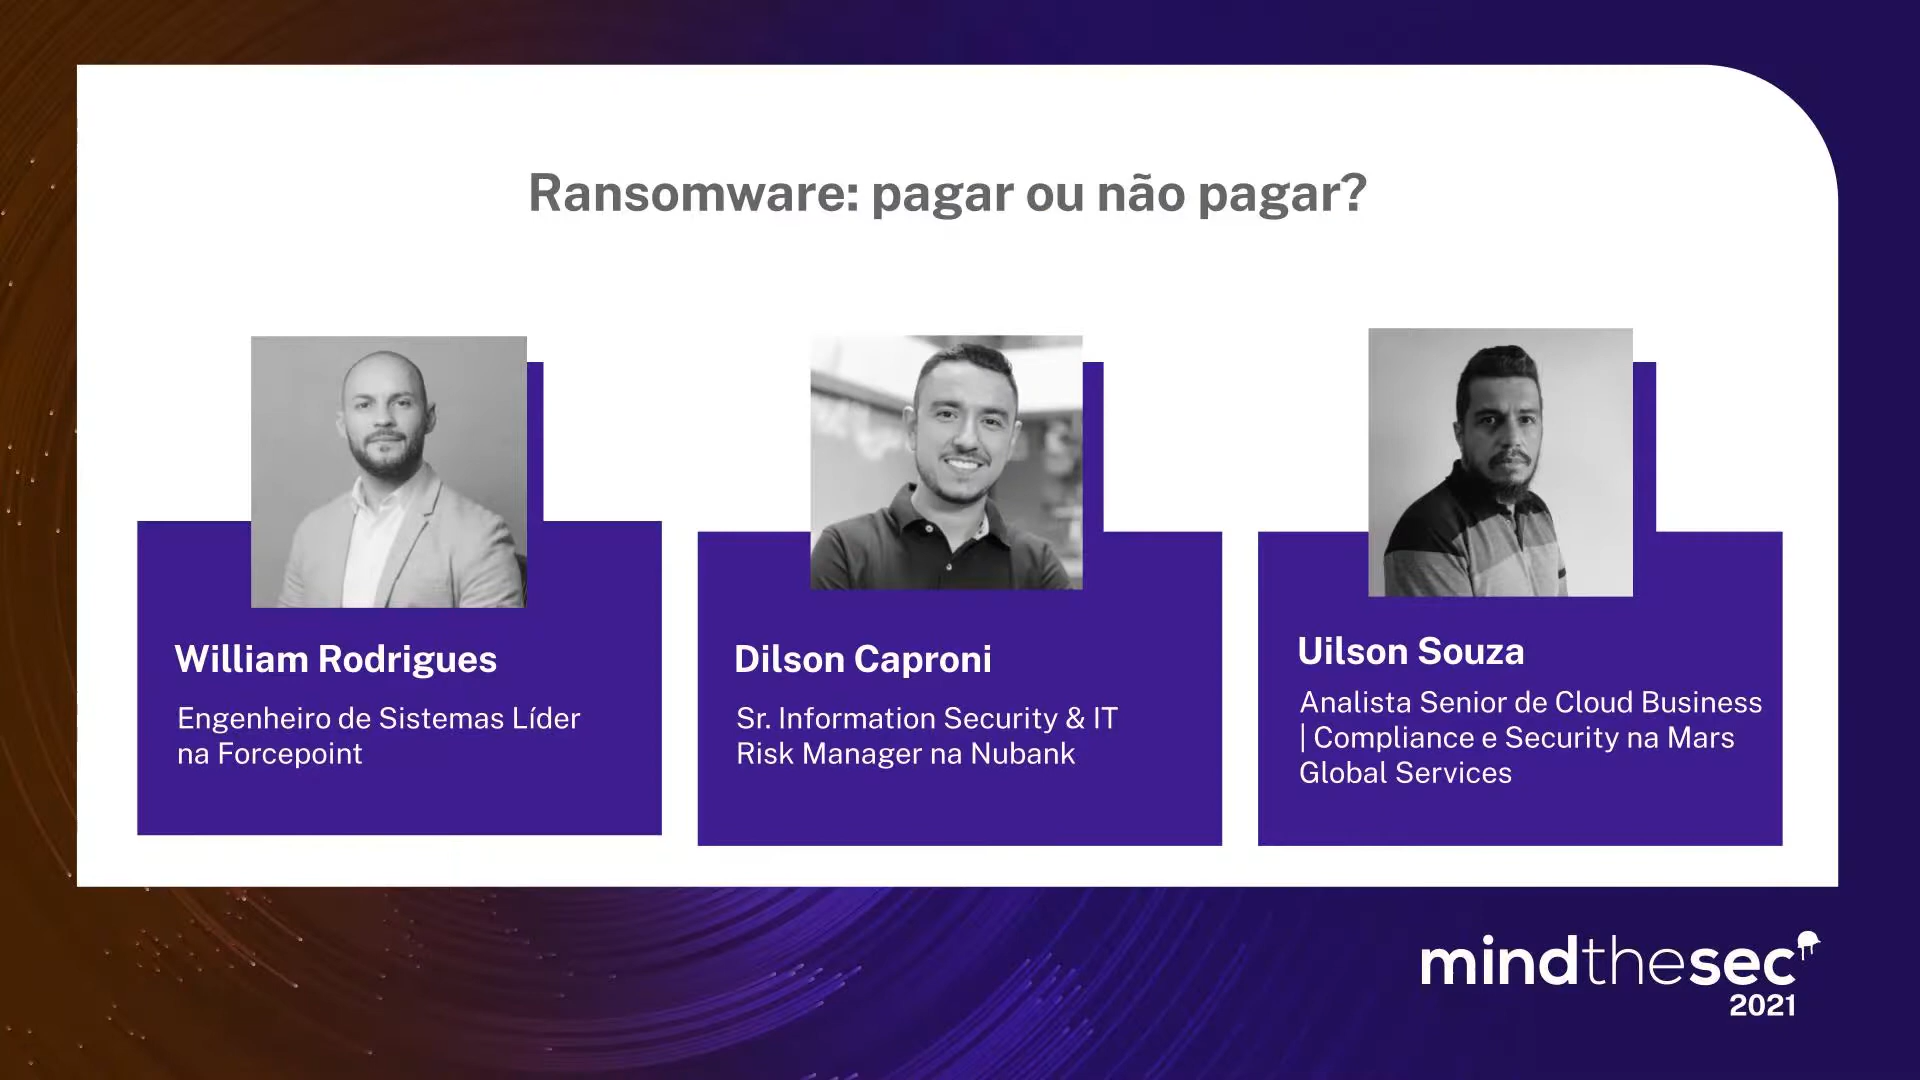 Ransomware: pagar ou não pagar?
William Rodrigues
Engenheiro de Sistemas Líder
na Forcepoint
Dilson Caproni
Sr. Information Security & IT
Risk Manager na Nubank
Uilson Souza
Analista Senior de Cloud Business
| Compliance e Security na Mars
Global Services
mindthesec
2021